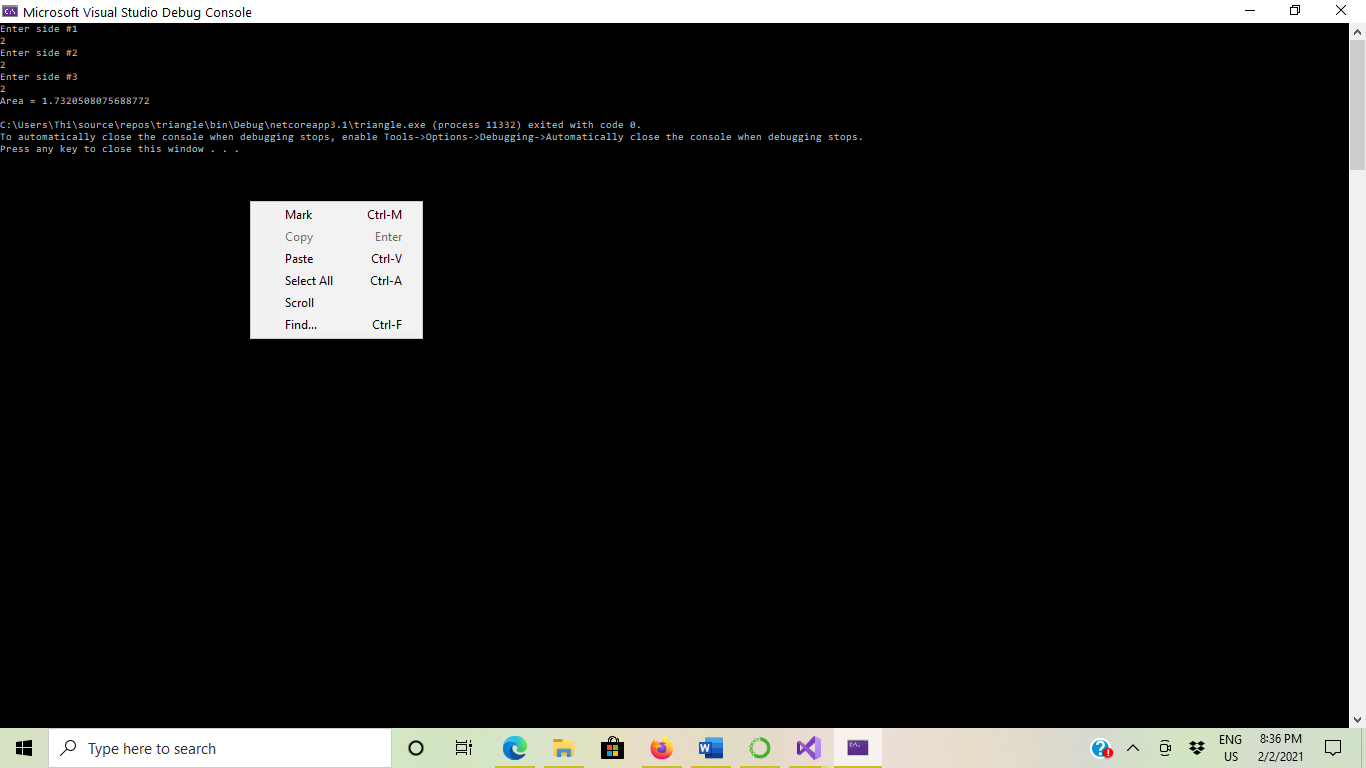 Microsoft Visual Studio Debug Console
Enter side #1
2
Enter side #2
2
Enter side #3
2
Area = 1.7320508075688772
C:\Users\Thi\source\repos\triangle\bin\Debug\netcoreapp3.1\triangle.exe (process 11332) exited with code 0.
To automatically close the console when debugging stops, enable Tools->Options->Debugging->Automatically close the console when debugging stops.
Press any key to close this window . . .
Mark Ctrl-M
Copy Enter
Paste Ctrl-V
Select All Ctrl-A
Scroll
Find... Ctrl-F
Type here to search
ENG
US
8:36 PM
2/2/2021